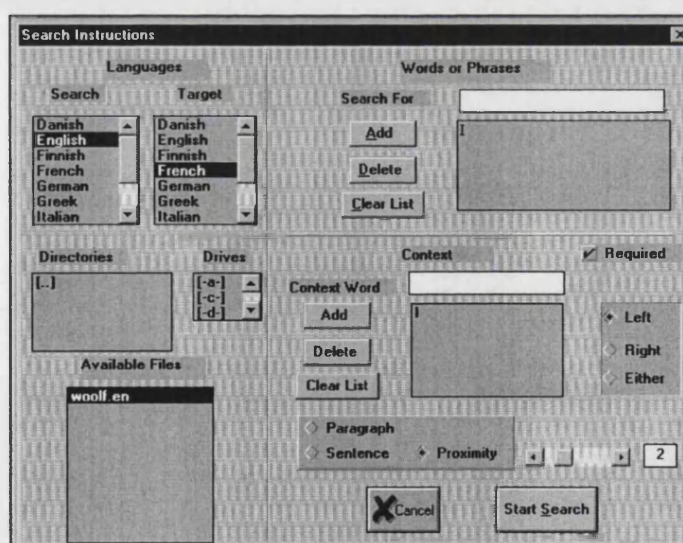 Search Instructions
Languages
Search Target
Danish
English
Finnish
French
German
Greek
Italian
Danish
English
Finnish
French
German
Greek
Italian
Words or Phrases
Search For
Add
Delete
Clear List
Directories
[..]
Drives
[-a-]
[-c-]
[-d-]
Available Files
woolf.en
Context
Required
Context Word
Add
Delete
Clear List
Left
Right
Either
Paragraph
Sentence Proximity
2
Cancel
Start Search